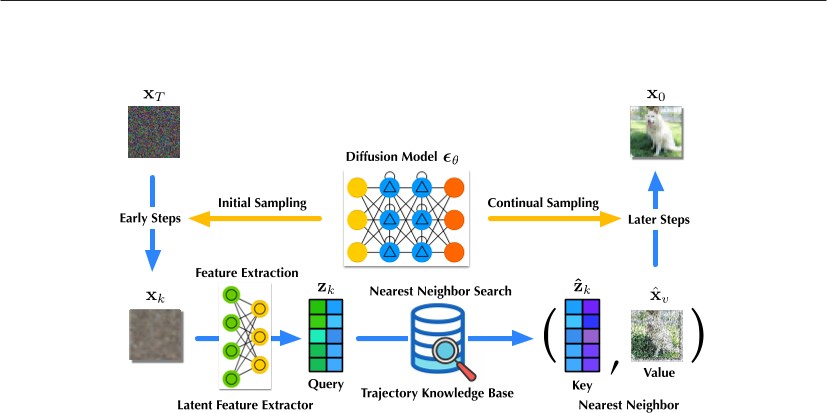 𝐱_T
𝐱_0
Diffusion Model 𝛜_θ
Initial Sampling
Continual Sampling
Early Steps
Later Steps
Feature Extraction
𝐱_k
𝐳_k
Nearest Neighbor Search
𝐳̂_k
𝐱̂_v
( , )
Query
Key
Value
Latent Feature Extractor
Trajectory Knowledge Base
Nearest Neighbor